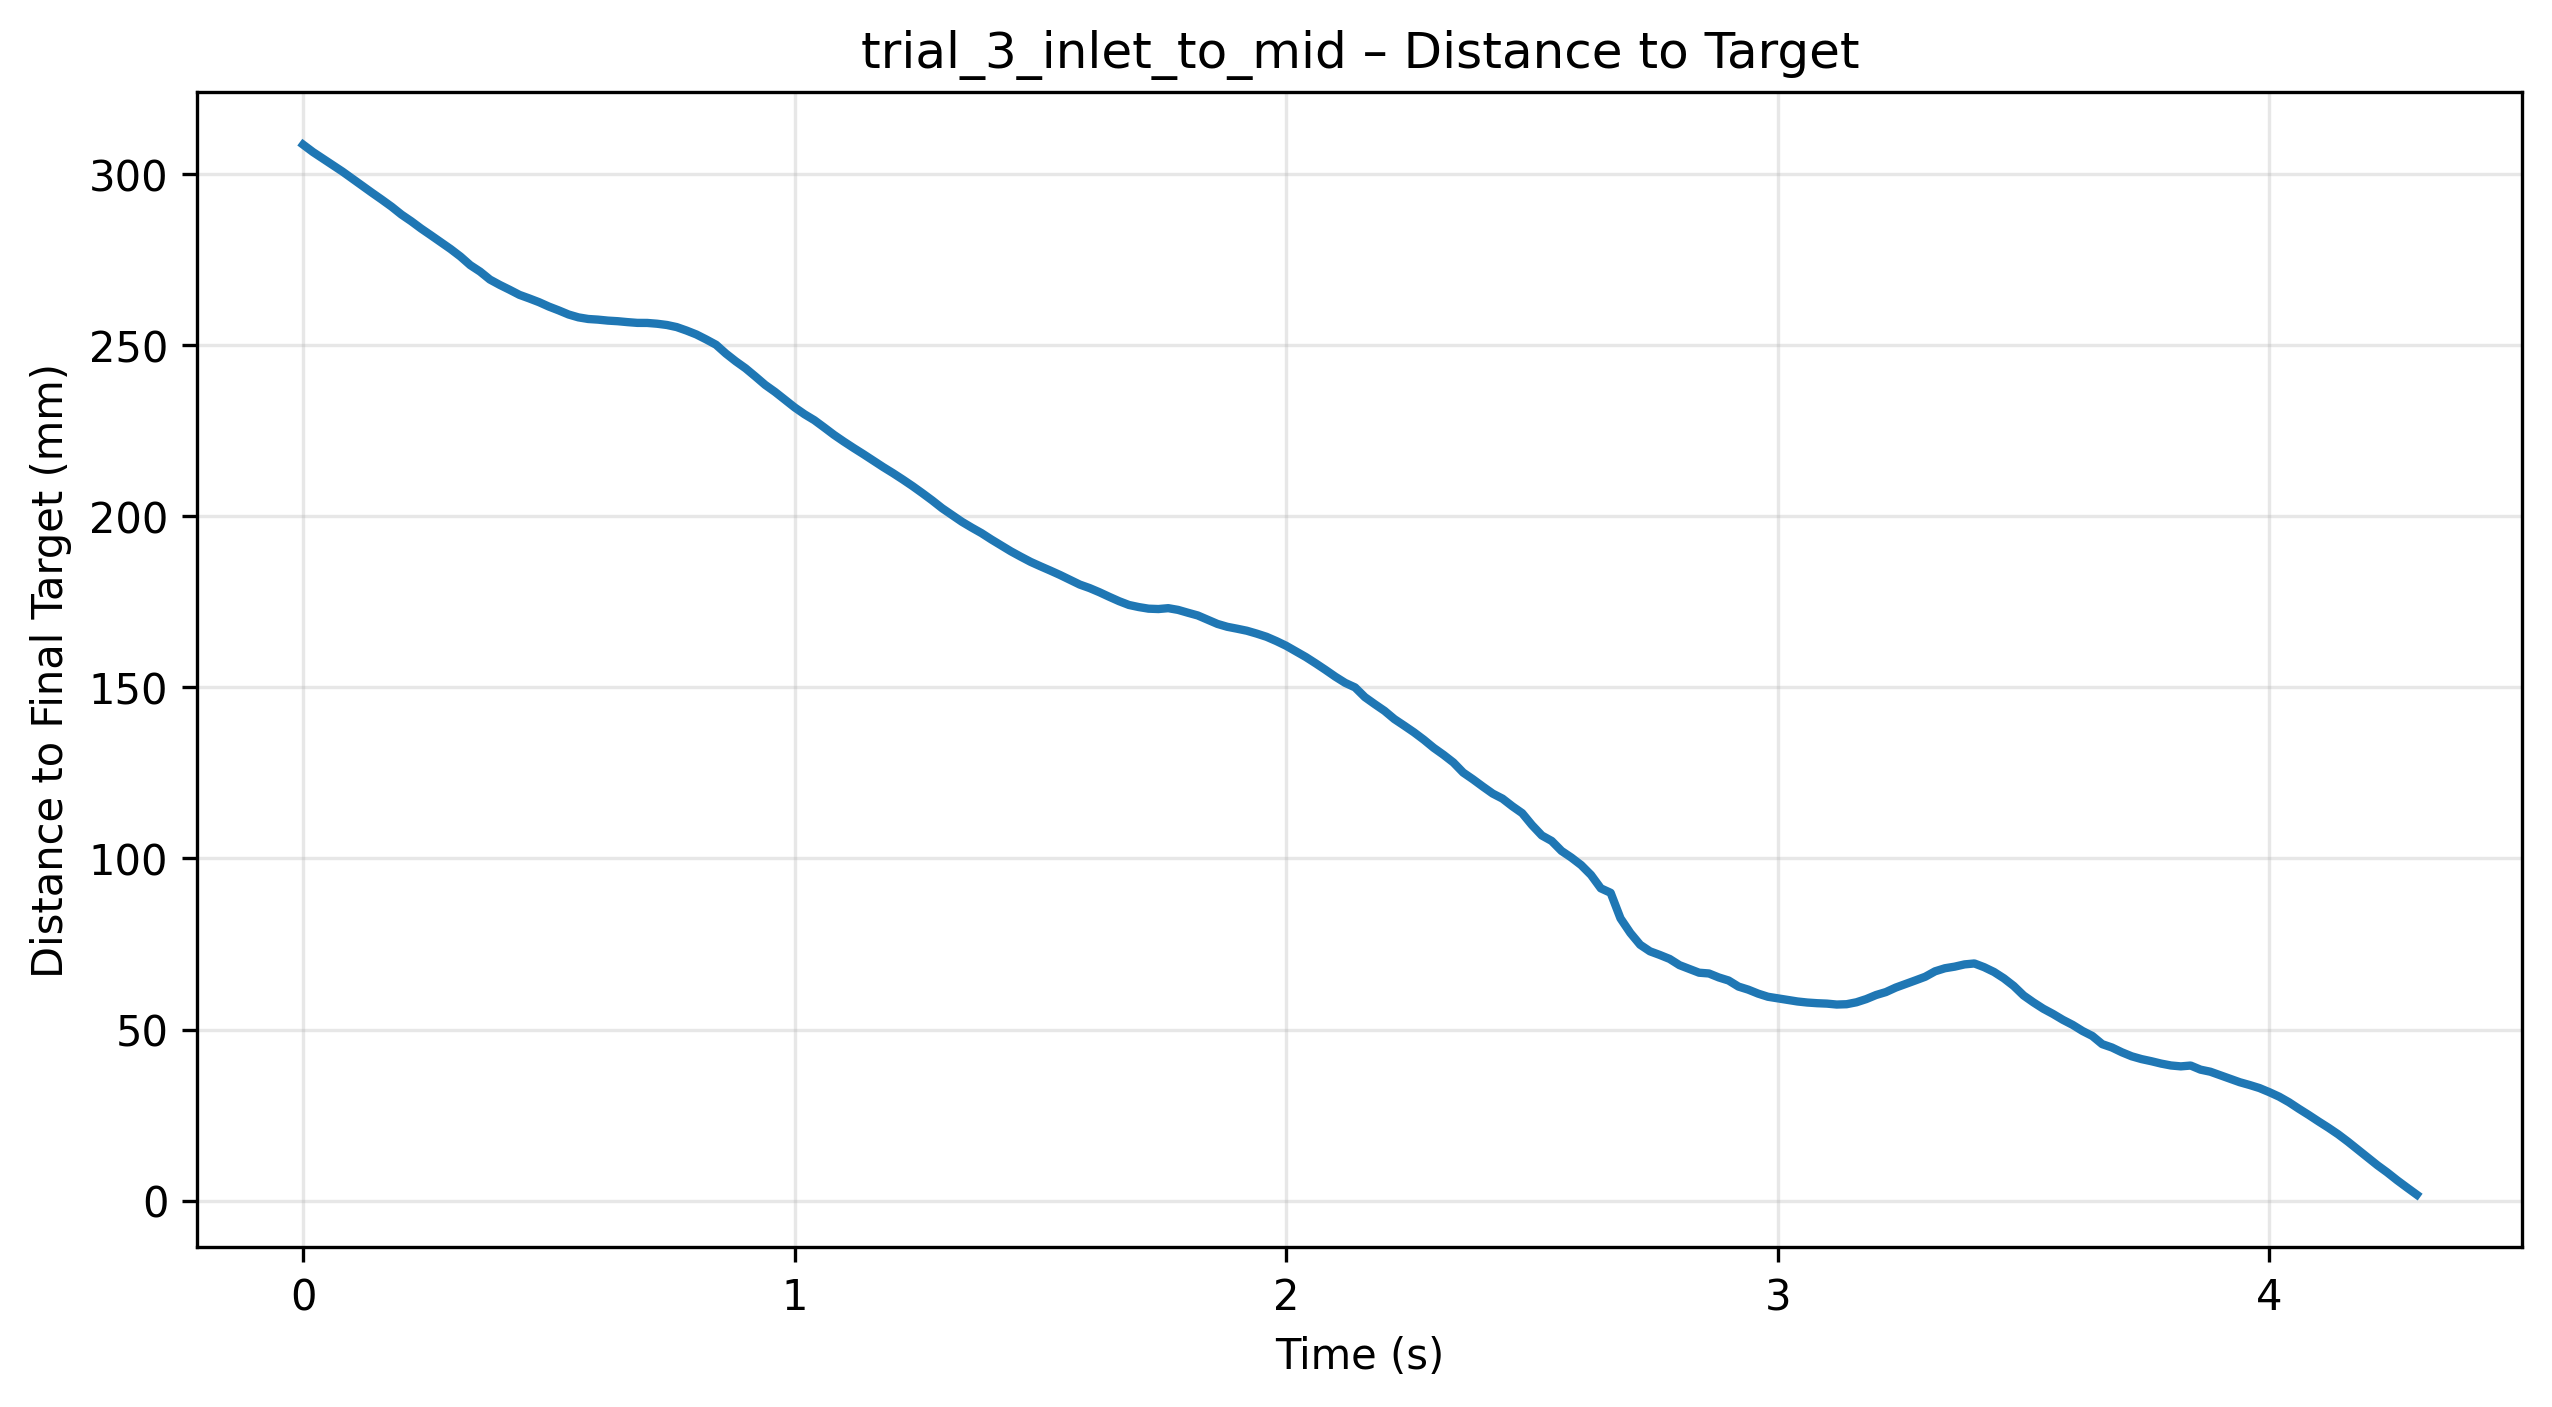 trial_3_inlet_to_mid – Distance to Target
Distance to Final Target (mm)
300
250
200
150
100
50
0
0 1 2 3 4
Time (s)